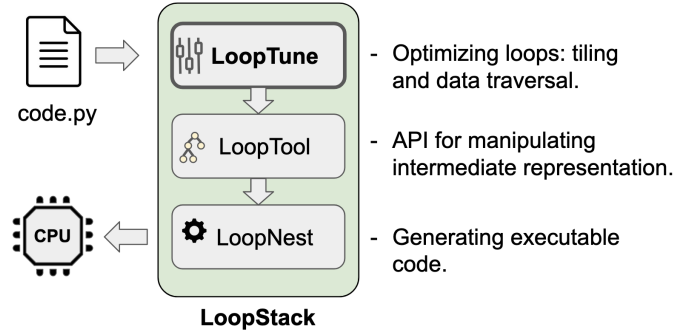 code.py
LoopTune
- Optimizing loops: tiling
and data traversal.
LoopTool
- API for manipulating
intermediate representation.
CPU
LoopNest
- Generating executable
code.
LoopStack